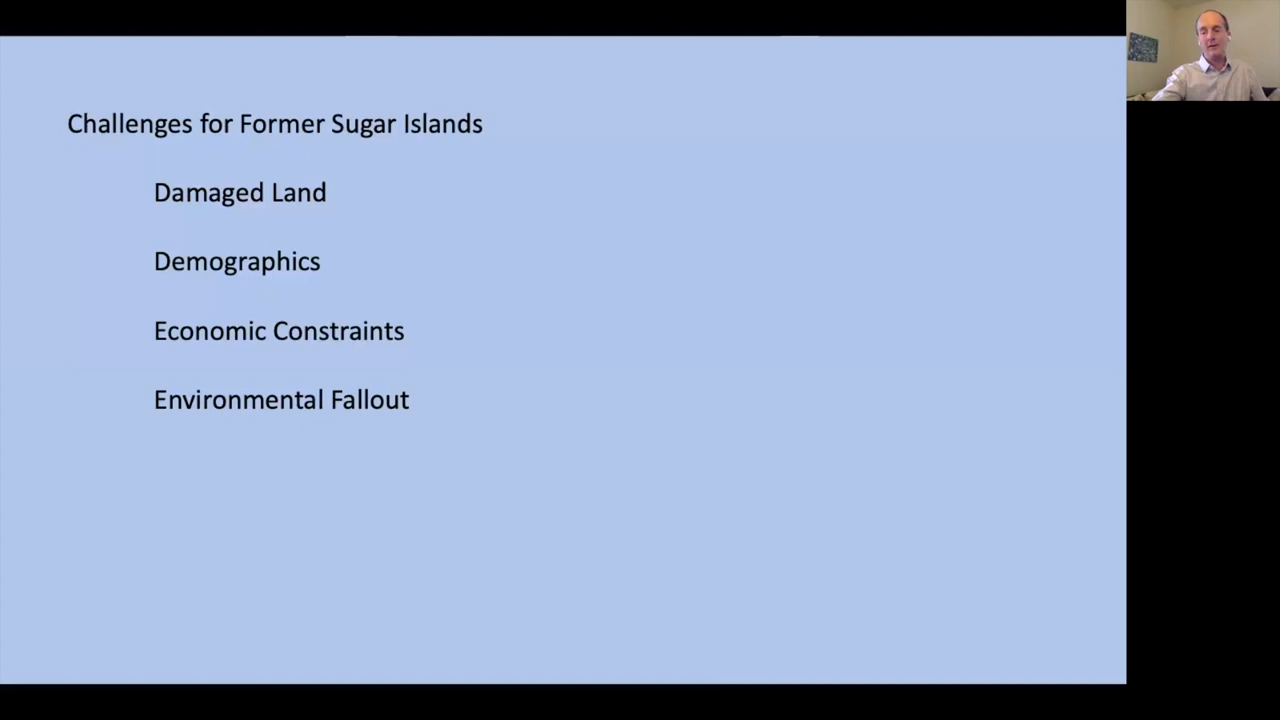 Challenges for Former Sugar Islands
Damaged Land
Demographics
Economic Constraints
Environmental Fallout